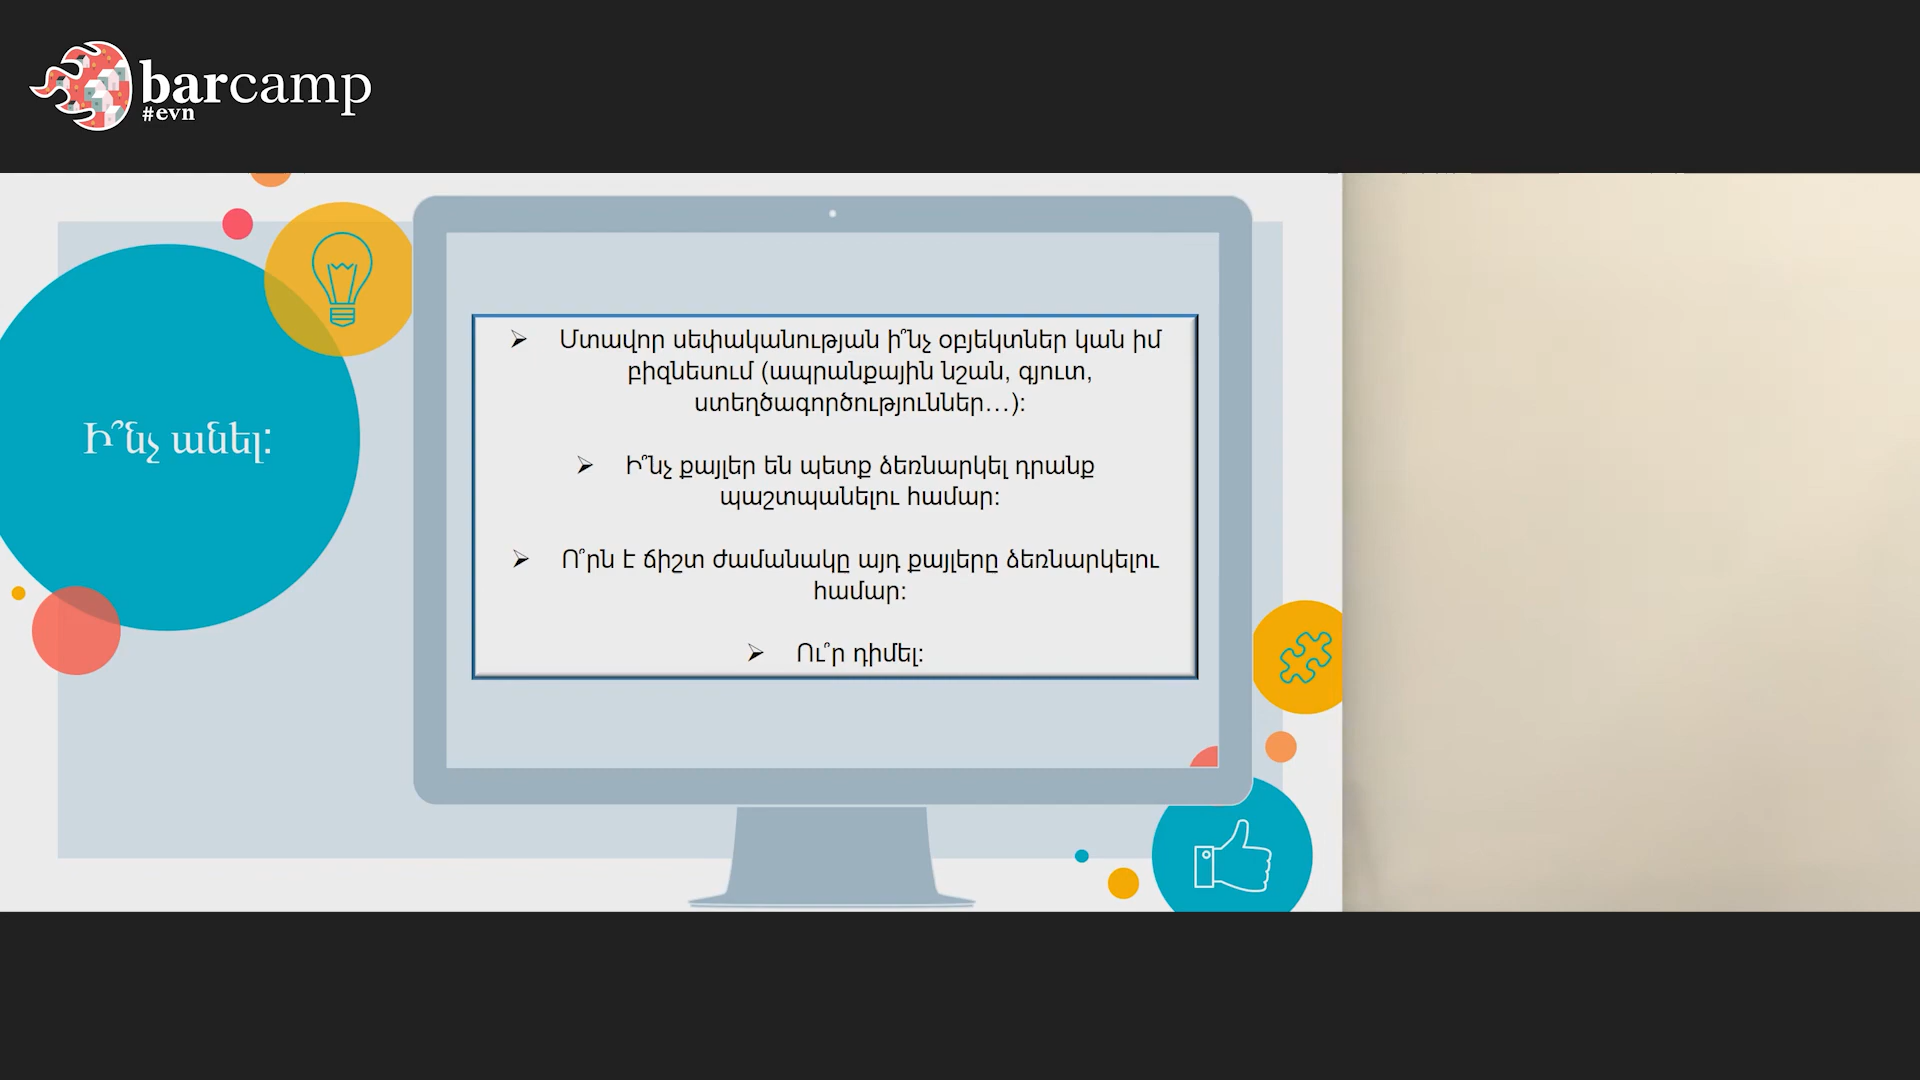 barcamp
#evn
Ի՞նչ անել:
➢ Մտավոր սեփականության ի՞նչ օբյեկտներ կան իմ
բիզնեսում (ապրանքային նշան, գյուտ,
ստեղծագործություններ…):
➢ Ի՞նչ քայլեր են պետք ձեռնարկել դրանք
պաշտպանելու համար:
➢ Ո՞րն է ճիշտ ժամանակը այդ քայլերը ձեռնարկելու
համար:
➢ Ու՞ր դիմել: